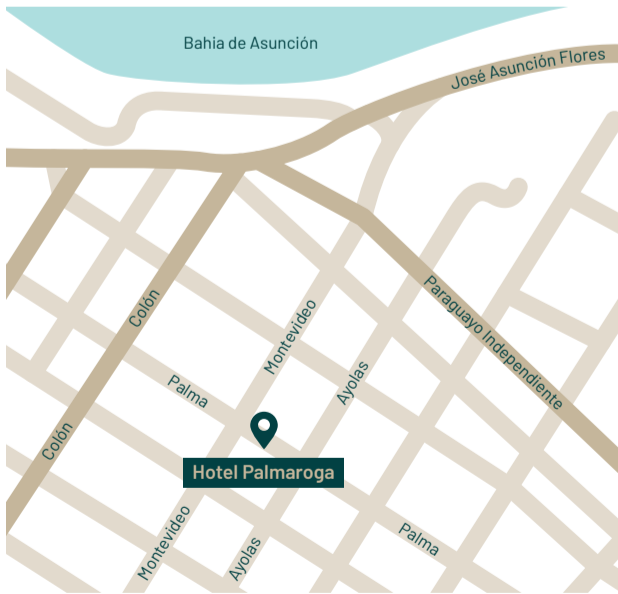 Bahia de Asunción
José Asunción Flores
Colón
Montevideo
Paraguayo Independiente
Palma
Ayolas
Colón
Hotel Palmaroga
Montevideo
Ayolas
Palma